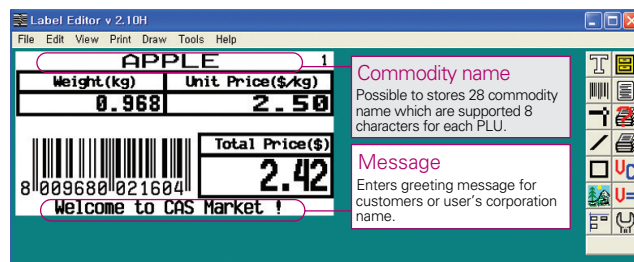 Label Editor v 2.10H
File Edit View Print Draw Tools Help
APPLE 1
Weight(kg) Unit Price($/kg)
0.968 2.50
Total Price($)
2.42
8 009680 021604
Welcome to CAS Market !
Commodity name
Possible to stores 28 commodity
name which are supported 8
characters for each PLU.
Message
Enters greeting message for
customers or user's corporation
name.